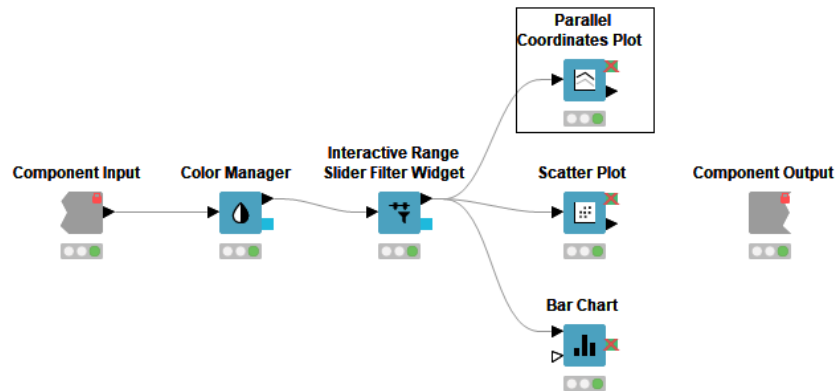 Parallel
Coordinates Plot
Component Input
Color Manager
Interactive Range
Slider Filter Widget
Scatter Plot
Component Output
Bar Chart